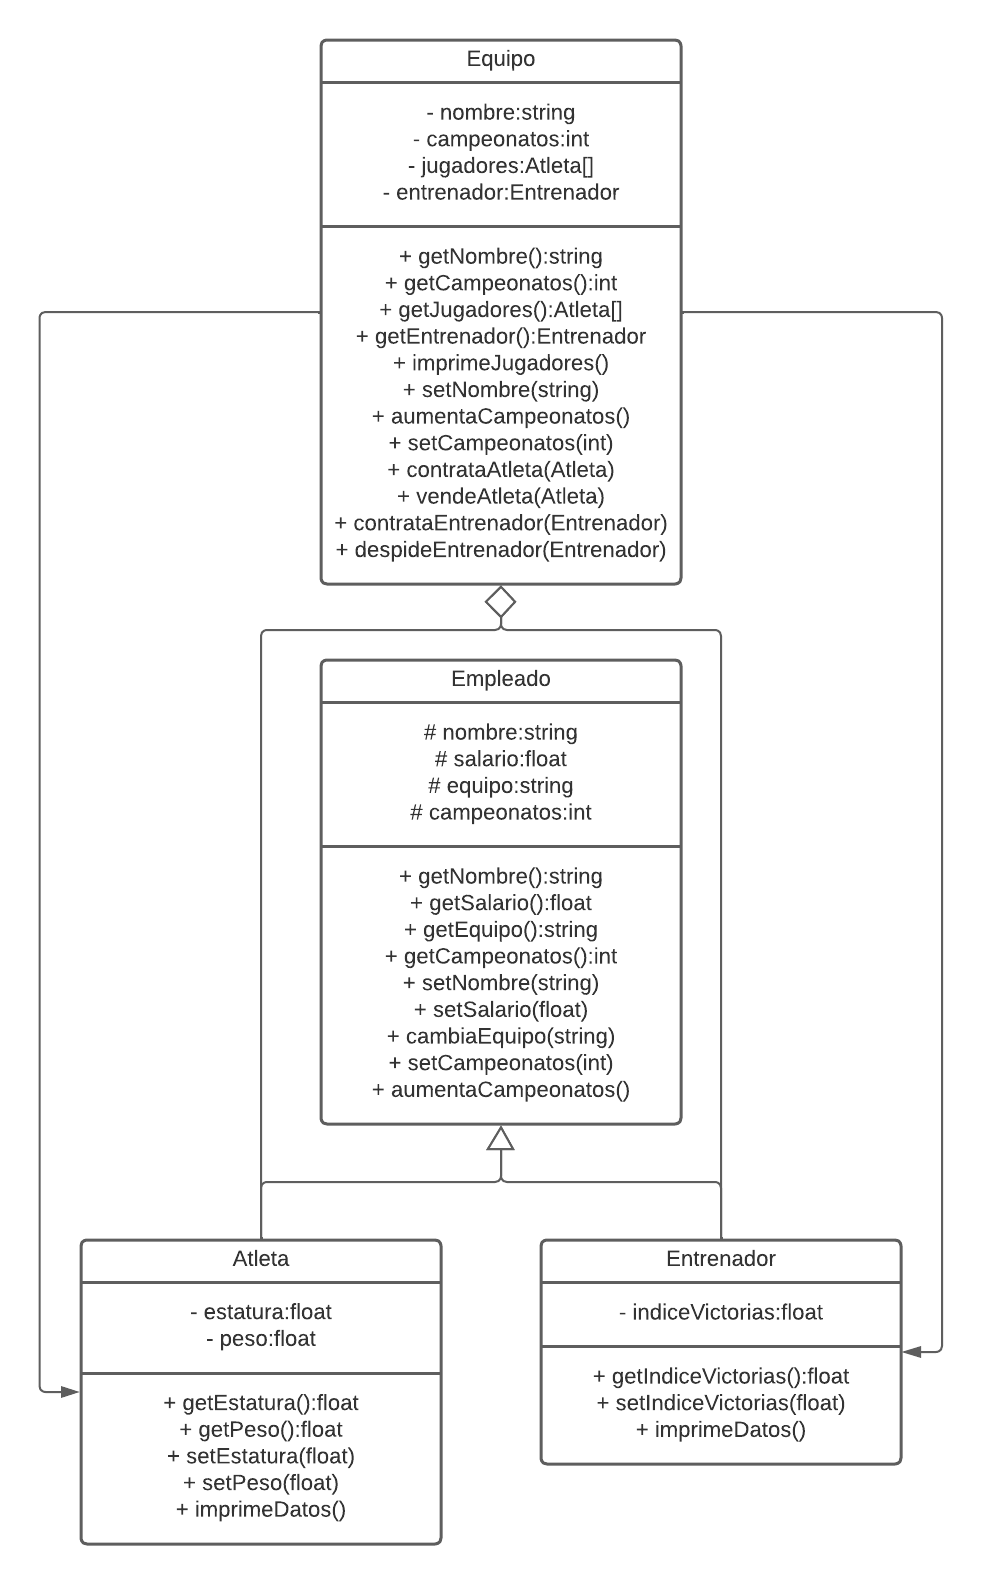 Equipo
- nombre:string
- campeonatos:int
- jugadores:Atleta[]
- entrenador:Entrenador
+ getNombre():string
+ getCampeonatos():int
+ getJugadores():Atleta[]
+ getEntrenador():Entrenador
+ imprimeJugadores()
+ setNombre(string)
+ aumentaCampeonatos()
+ setCampeonatos(int)
+ contrataAtleta(Atleta)
+ vendeAtleta(Atleta)
+ contrataEntrenador(Entrenador)
+ despideEntrenador(Entrenador)
Empleado
# nombre:string
# salario:float
# equipo:string
# campeonatos:int
+ getNombre():string
+ getSalario():float
+ getEquipo():string
+ getCampeonatos():int
+ setNombre(string)
+ setSalario(float)
+ cambiaEquipo(string)
+ setCampeonatos(int)
+ aumentaCampeonatos()
Atleta
- estatura:float
- peso:float
+ getEstatura():float
+ getPeso():float
+ setEstatura(float)
+ setPeso(float)
+ imprimeDatos()
Entrenador
- indiceVictorias:float
+ getIndiceVictorias():float
+ setIndiceVictorias(float)
+ imprimeDatos()